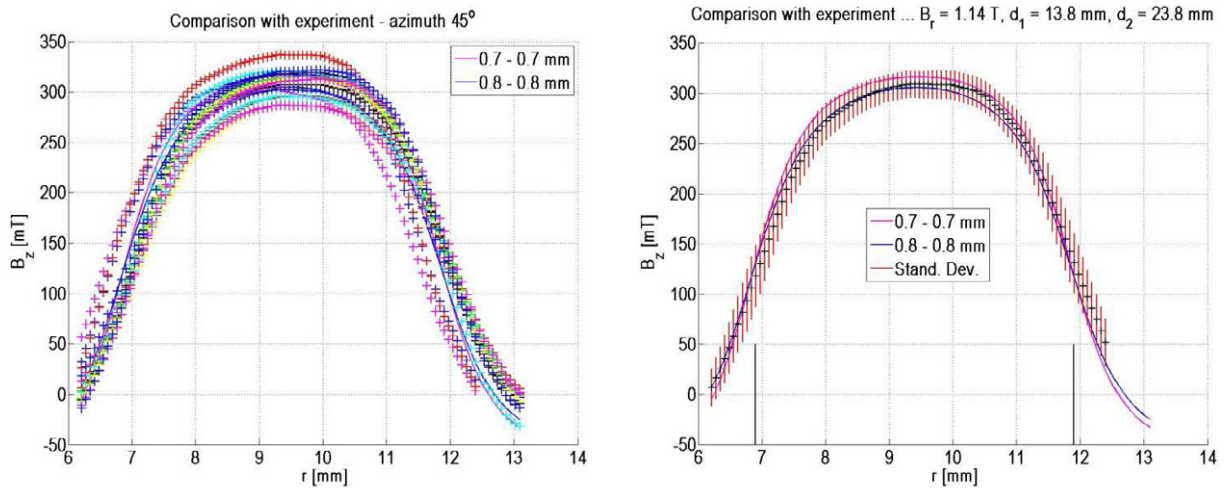 Comparison with experiment - azimuth 45°
350
300
250
200
150
100
50
0
-50
B_z [mT]
0.7 - 0.7 mm
0.8 - 0.8 mm
6 7 8 9 10 11 12 13 14
r [mm]
Comparison with experiment ... B_r = 1.14 T, d_1 = 13.8 mm, d_2 = 23.8 mm
350
300
250
200
150
100
50
0
-50
B_z [mT]
0.7 - 0.7 mm
0.8 - 0.8 mm
Stand. Dev.
6 7 8 9 10 11 12 13 14
r [mm]